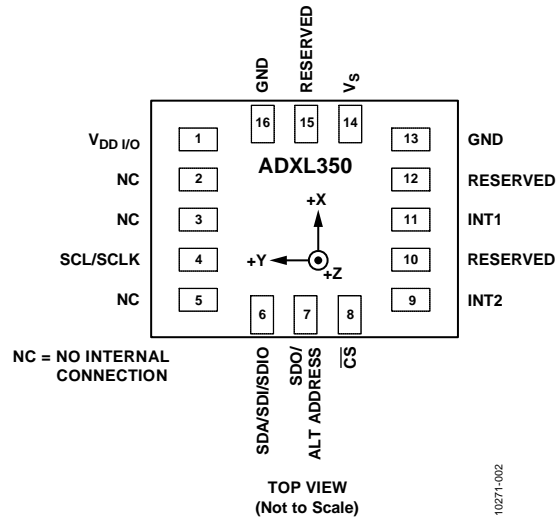 GND
RESERVED
VS
16
15
14
VDD I/O
1
13
GND
ADXL350
NC
2
12
RESERVED
+X
NC
3
11
INT1
SCL/SCLK
4
+Y
+Z
10
RESERVED
NC
5
9
INT2
6
7
8
NC = NO INTERNAL
CONNECTION
SDA/SDI/SDIO
SDO/
ALT ADDRESS
CS
TOP VIEW
(Not to Scale)
10271-002